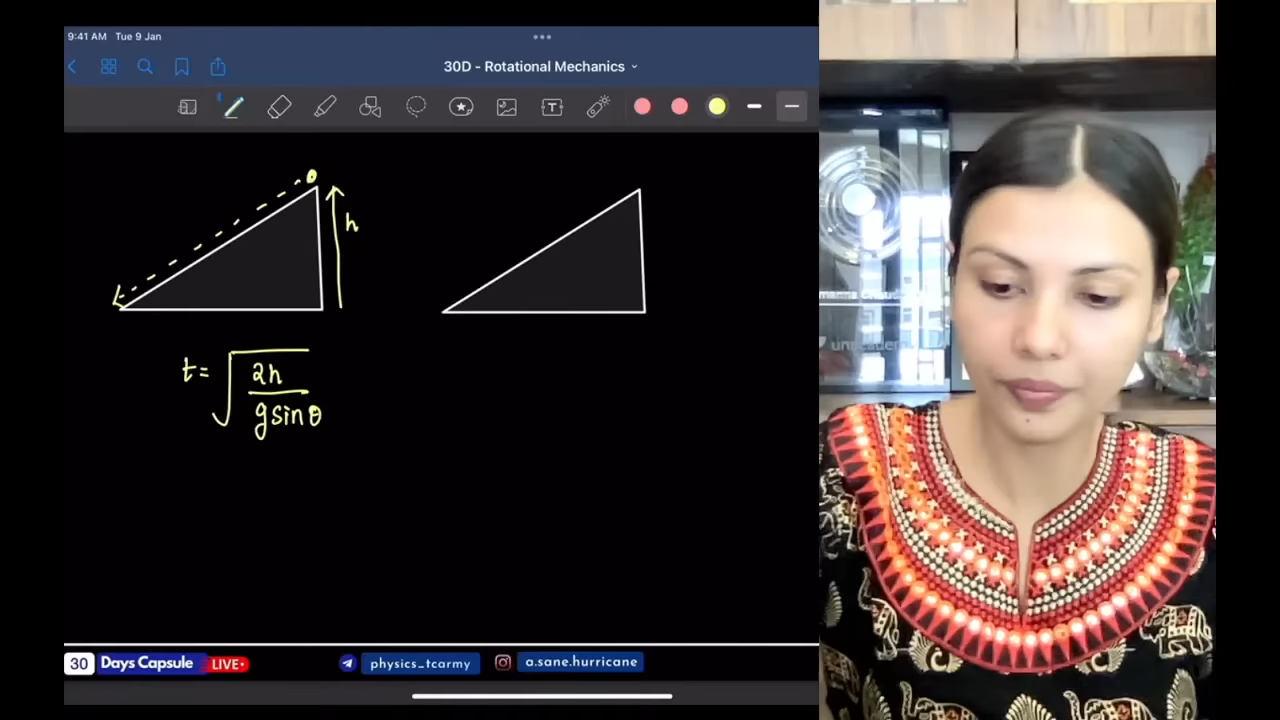 9:41 AM Tue 9 Jan
30D - Rotational Mechanics
T
h
t= √2h
gsinθ
30 Days Capsule LIVE
physics_tcarmy
a.sane.hurricane